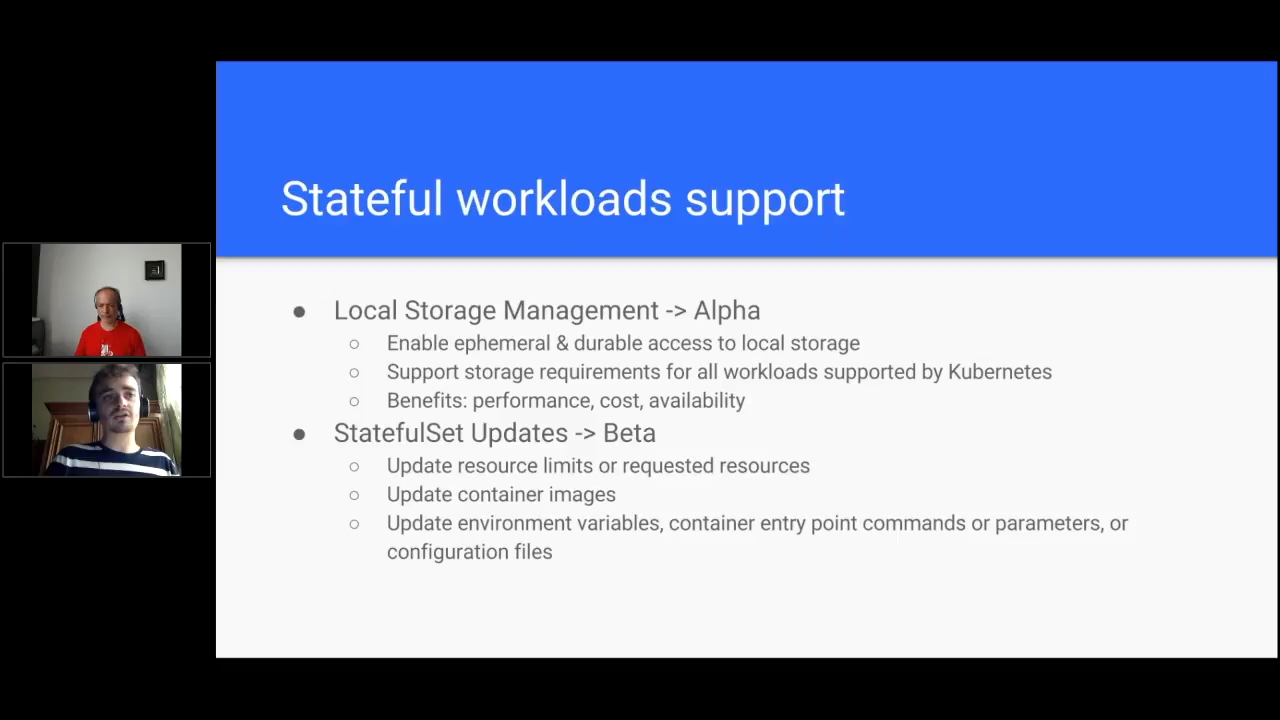 Stateful workloads support
● Local Storage Management -> Alpha
○ Enable ephemeral & durable access to local storage
○ Support storage requirements for all workloads supported by Kubernetes
○ Benefits: performance, cost, availability
● StatefulSet Updates -> Beta
○ Update resource limits or requested resources
○ Update container images
○ Update environment variables, container entry point commands or parameters, or
configuration files